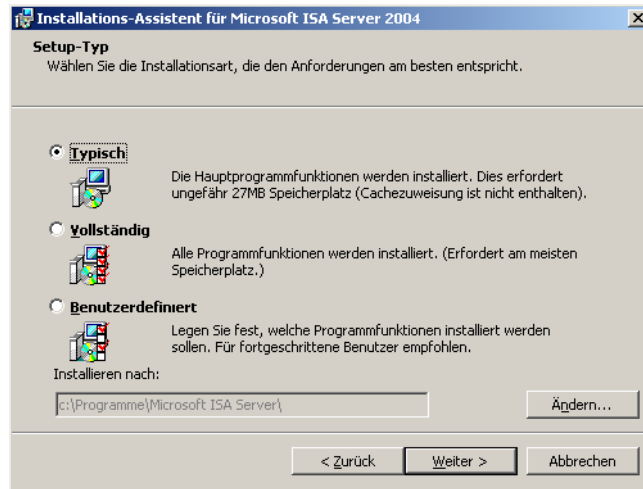 Installations-Assistent für Microsoft ISA Server 2004
Setup-Typ
Wählen Sie die Installationsart, die den Anforderungen am besten entspricht.
Typisch
Die Hauptprogrammfunktionen werden installiert. Dies erfordert
ungefähr 27MB Speicherplatz (Cachezuweisung ist nicht enthalten).
Vollständig
Alle Programmfunktionen werden installiert. (Erfordert am meisten
Speicherplatz.)
Benutzerdefiniert
Legen Sie fest, welche Programmfunktionen installiert werden
sollen. Für fortgeschrittene Benutzer empfohlen.
Installieren nach:
c:\Programme\Microsoft ISA Server\
Ändern...
< Zurück
Weiter >
Abbrechen